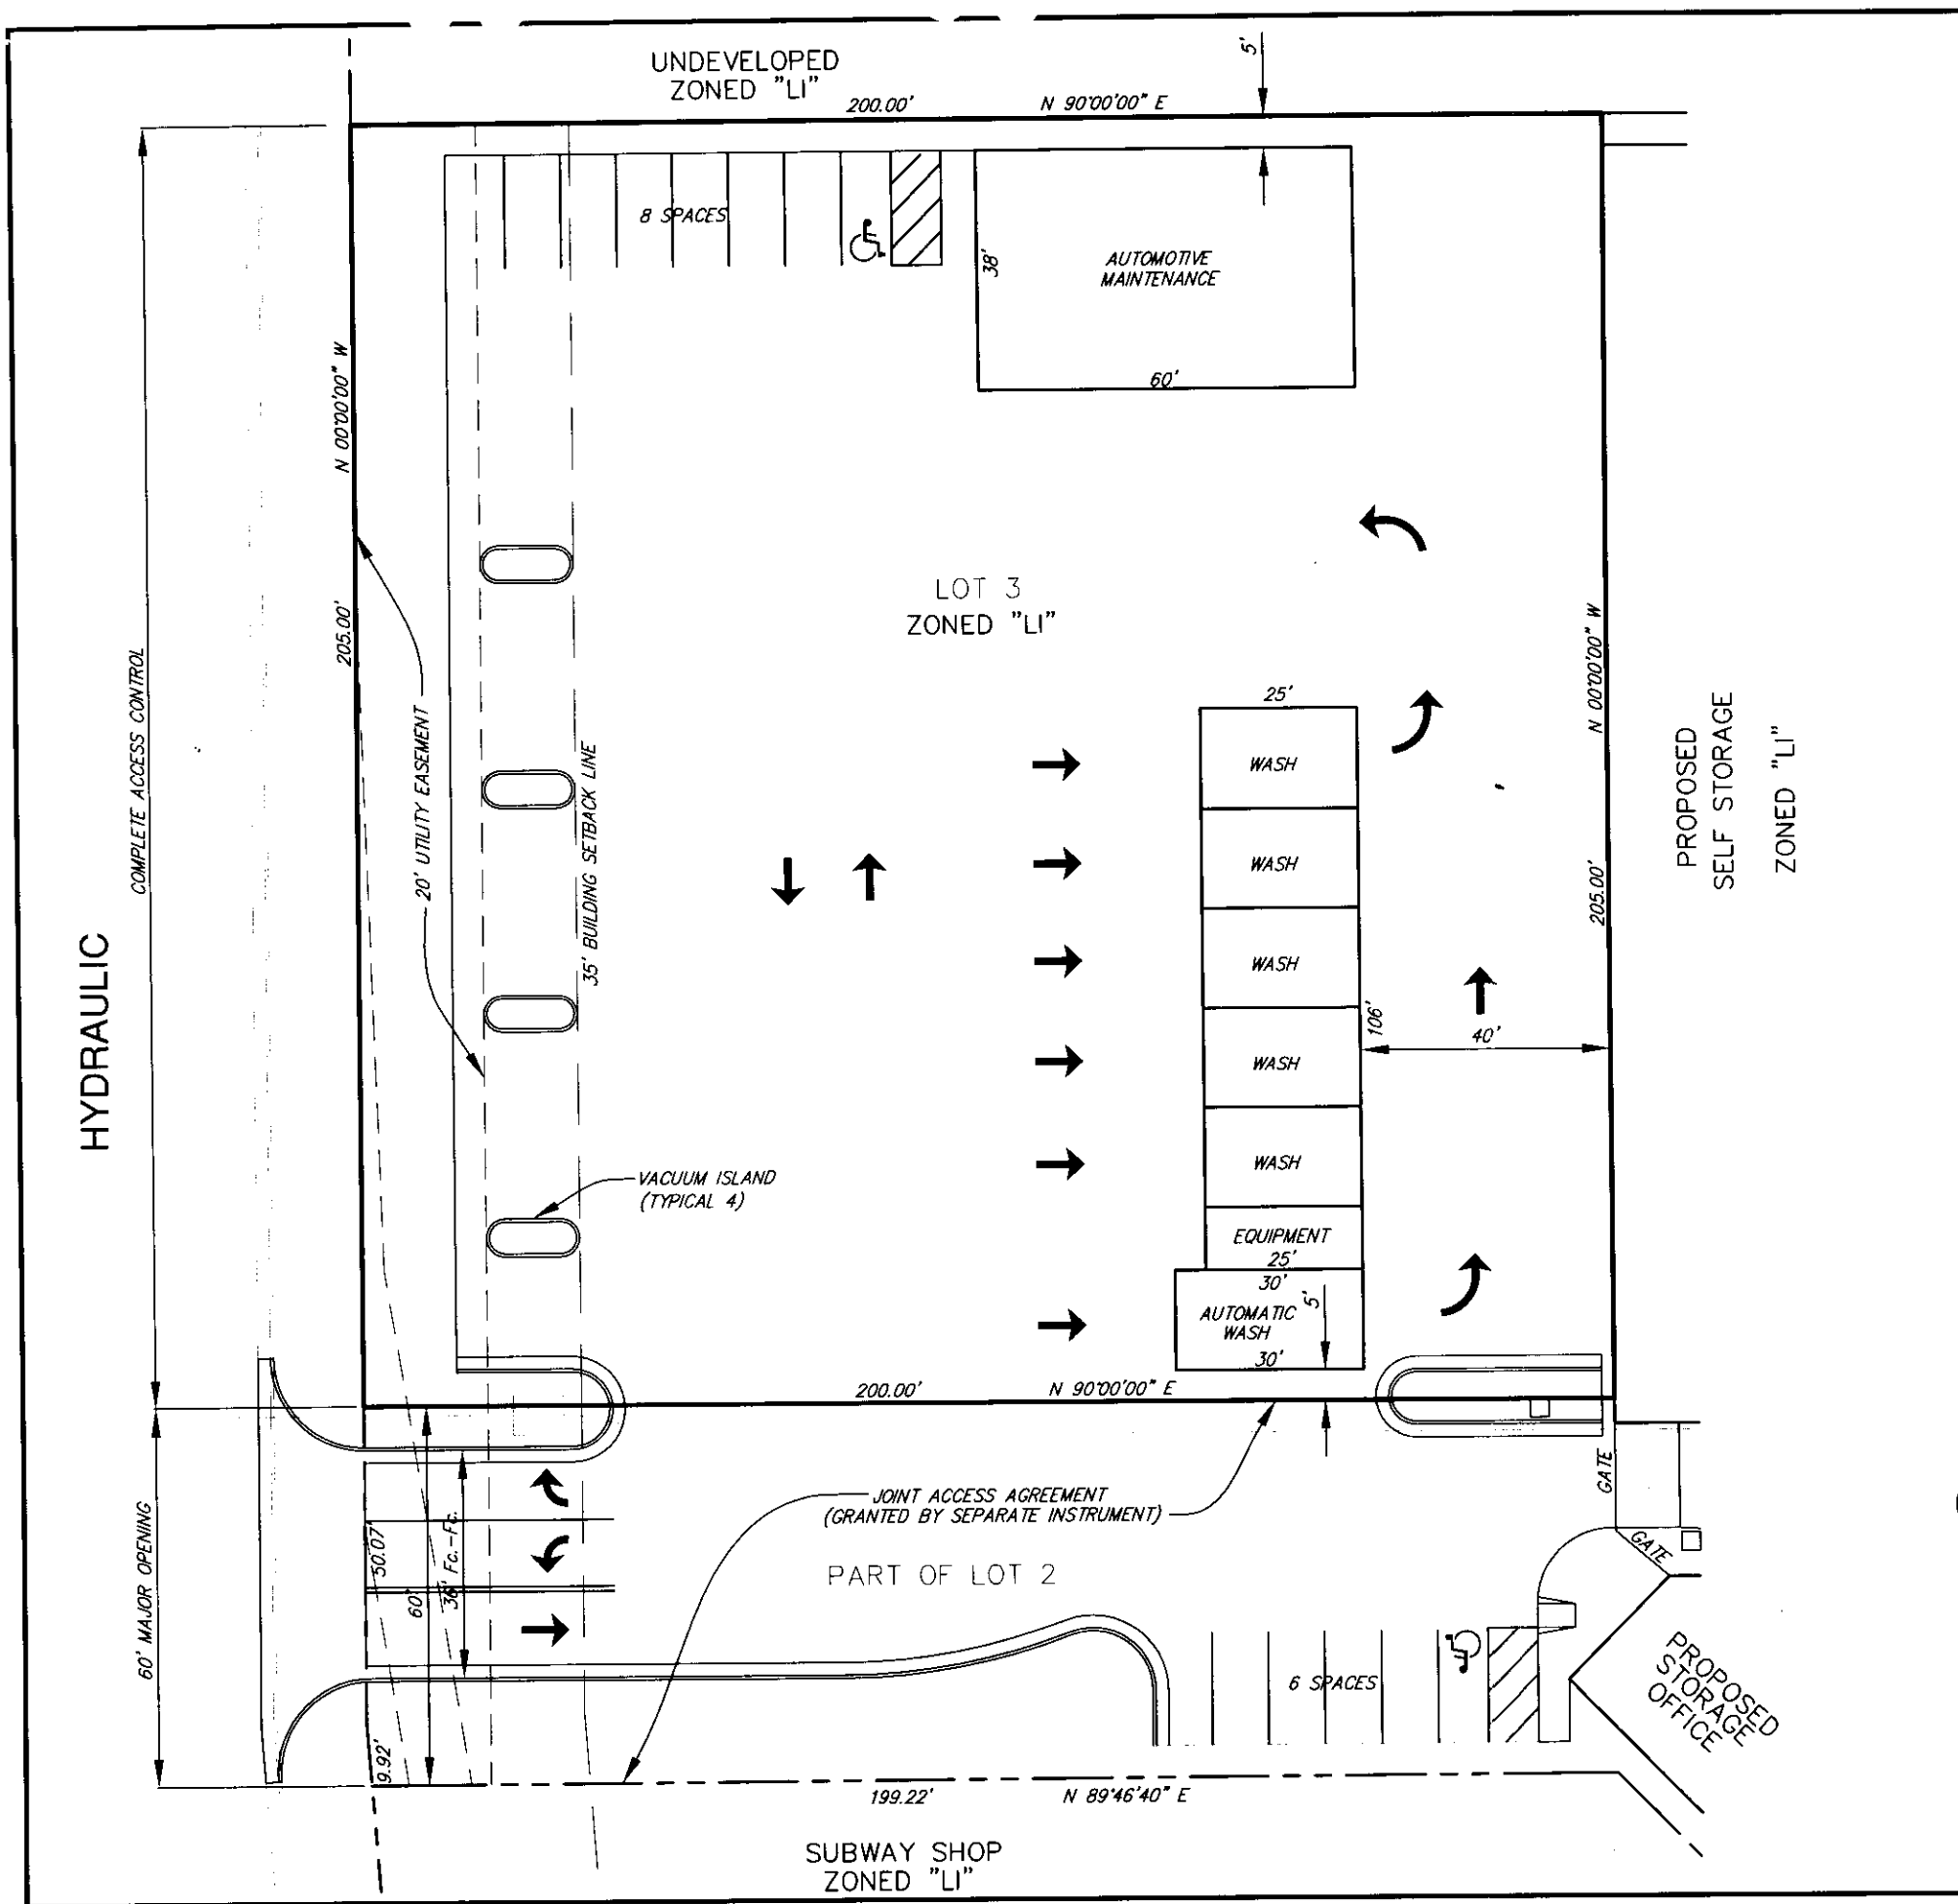 UNDEVELOPED
ZONED "LI"
5'
200.00'
N 90°00'00" E
8 SPACES
38'
AUTOMOTIVE
MAINTENANCE
60'
N 00°00'00" W
205.00'
COMPLETE ACCESS CONTROL
20' UTILITY EASEMENT
35' BUILDING SETBACK LINE
HYDRAULIC
LOT 3
ZONED "LI"
N 00°00'00" W
205.00'
PROPOSED
SELF STORAGE
ZONED "LI"
25'
WASH
WASH
WASH
WASH
WASH
106'
40'
EQUIPMENT
25'
30'
AUTOMATIC
WASH
5'
30'
VACUUM ISLAND
(TYPICAL 4)
200.00'
N 90°00'00" E
JOINT ACCESS AGREEMENT
(GRANTED BY SEPARATE INSTRUMENT)
PART OF LOT 2
60' MAJOR OPENING
50.07'
60'
36' Fc.-Fc.
9.92'
GATE
GATE
6 SPACES
PROPOSED
STORAGE
OFFICE
199.22'
N 89°46'40" E
SUBWAY SHOP
ZONED "LI"